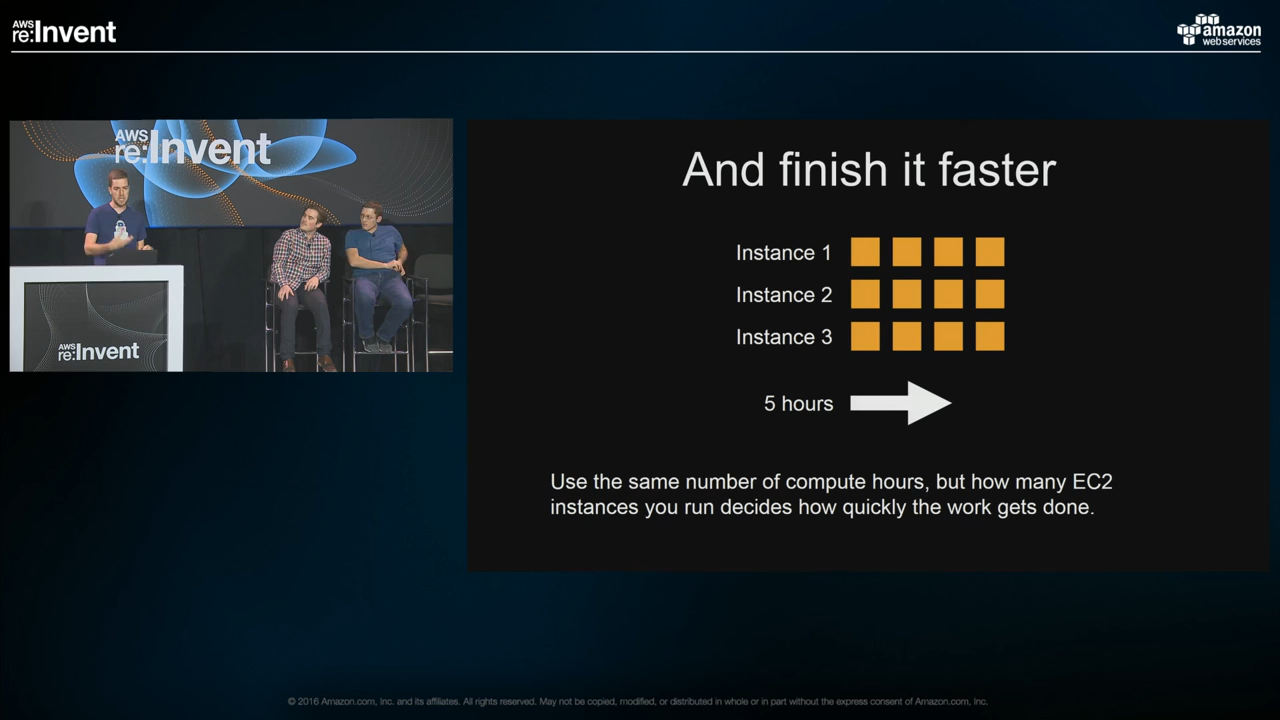 AWS
re:Invent
amazon
webservices
AWS
re:Invent
AWS
re:Invent
And finish it faster
Instance 1
Instance 2
Instance 3
5 hours
Use the same number of compute hours, but how many EC2
instances you run decides how quickly the work gets done.
© 2016 Amazon.com, Inc. and its affiliates. All rights reserved. May not be copied, modified, or distributed in whole or in part without the express consent of Amazon.com, Inc.